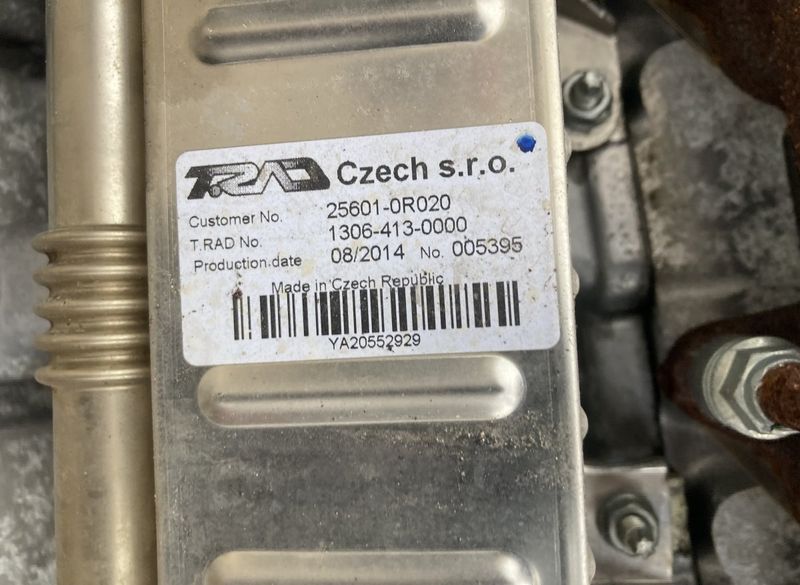 T.RAD Czech s.r.o.
Customer No. 25601-0R020
T.RAD No. 1306-413-0000
Production date 08/2014 No. 005395
Made in Czech Republic
YA20552929